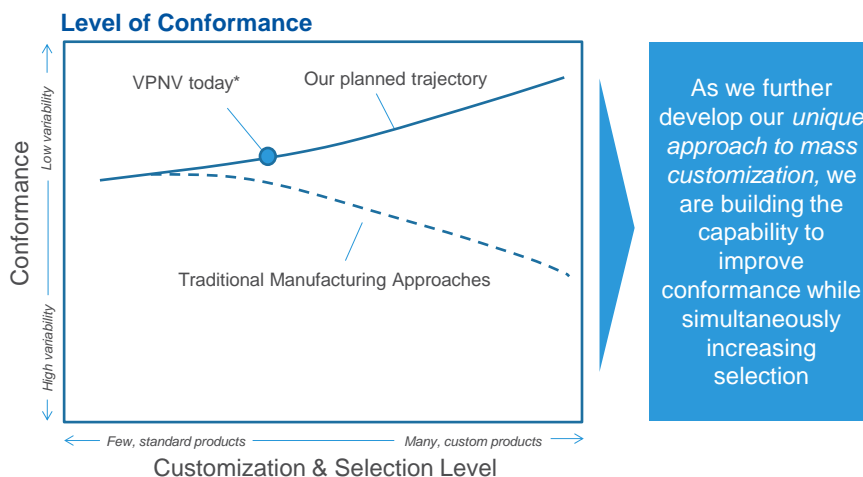 Level of Conformance
VPNV today*
Our planned trajectory
Low variability
Conformance
High variability
Traditional Manufacturing Approaches
Few, standard products
Many, custom products
Customization & Selection Level
As we further
develop our unique
approach to mass
customization, we
are building the
capability to
improve
conformance while
simultaneously
increasing
selection